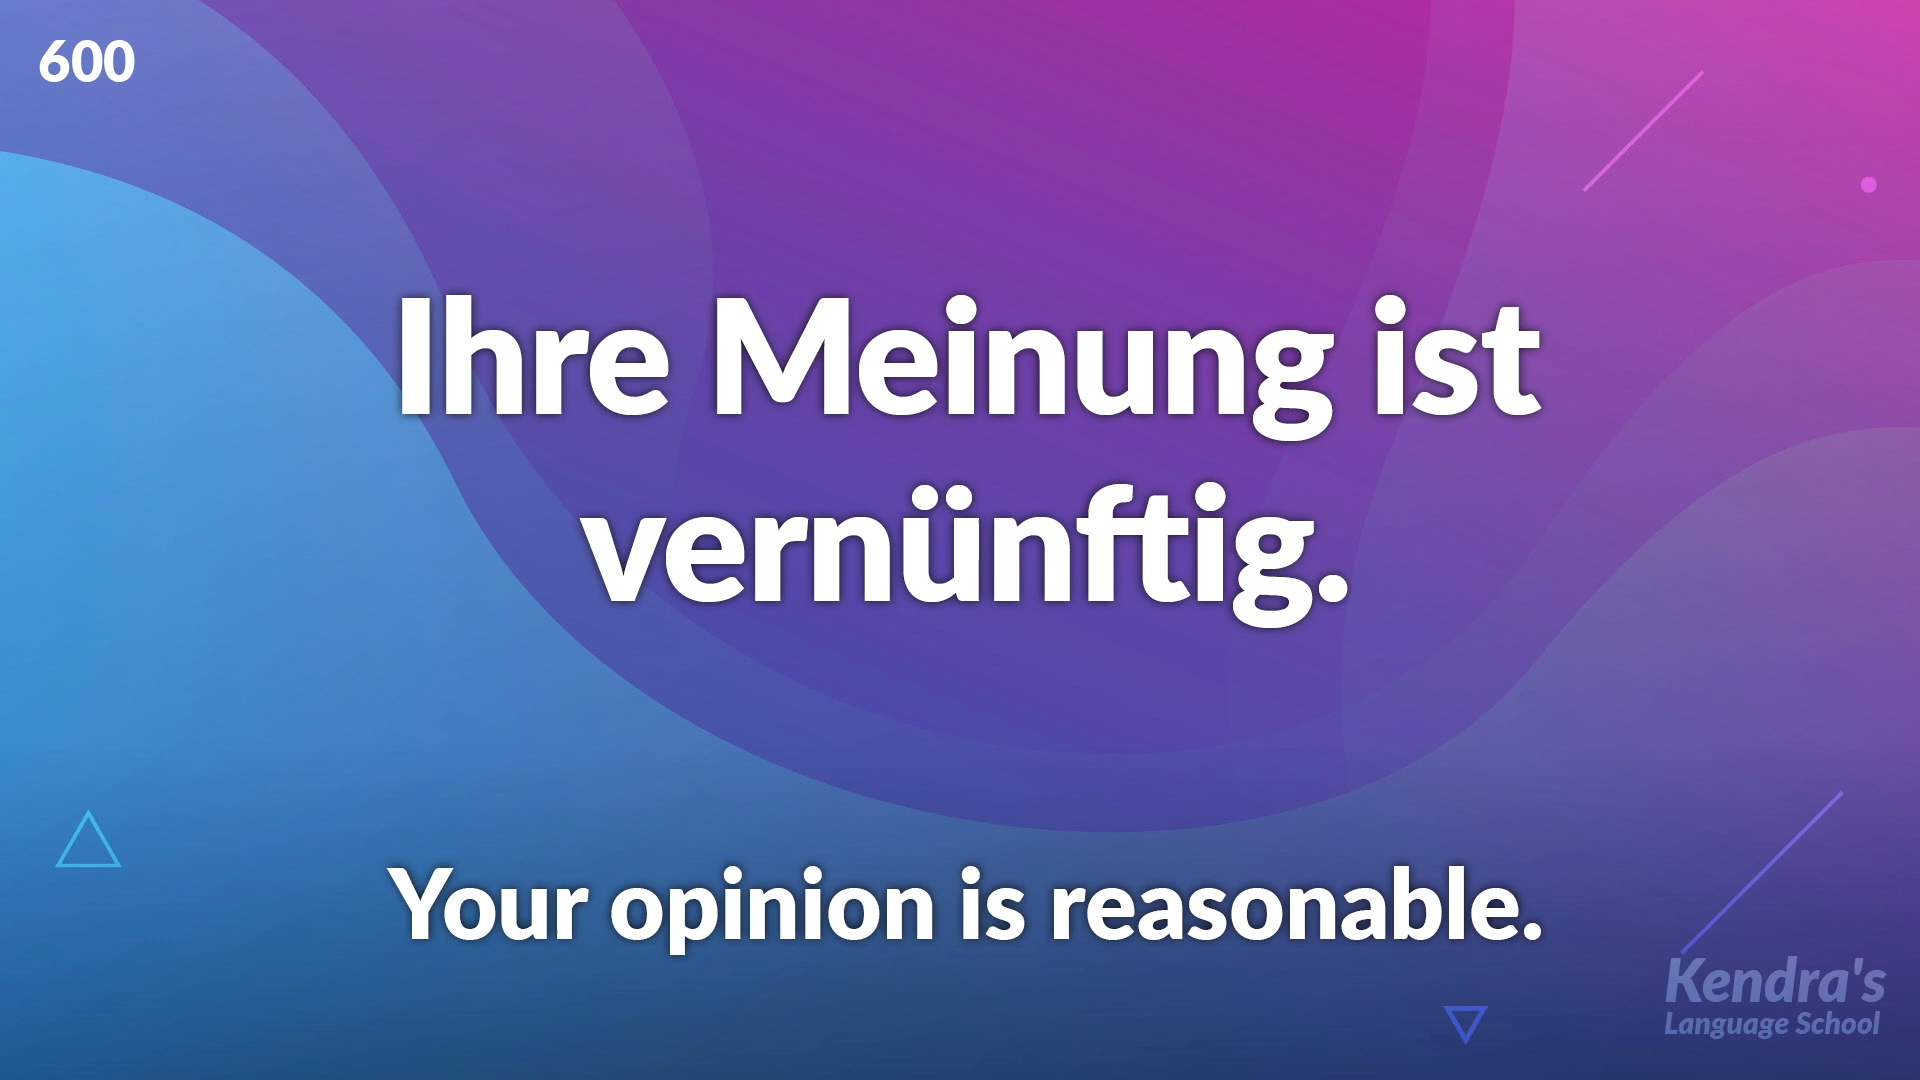 600
Ihre Meinung ist
vernünftig.
Your opinion is reasonable.
Kendra's
Language School